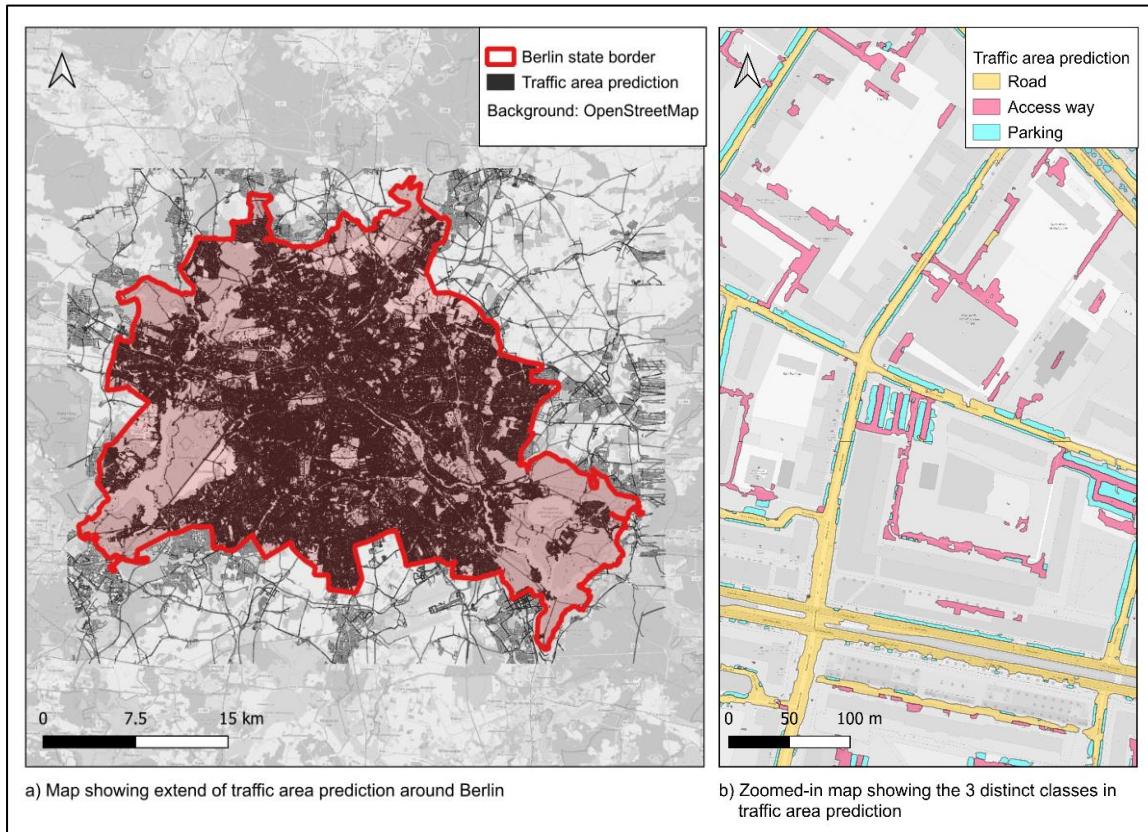 Berlin state border
Traffic area prediction
Background: OpenStreetMap
0 7.5 15 km
a) Map showing extend of traffic area prediction around Berlin
Traffic area prediction
Road
Access way
Parking
0 50 100 m
b) Zoomed-in map showing the 3 distinct classes in
traffic area prediction